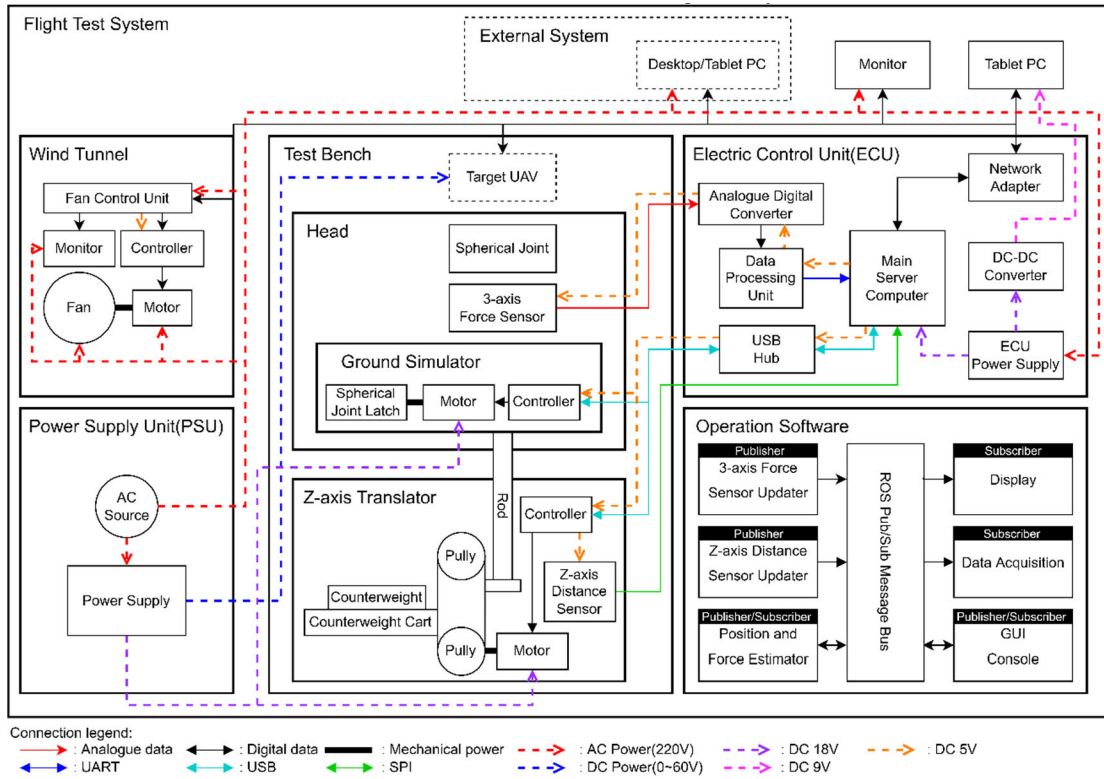 Flight Test System
External System
Desktop/Tablet PC
Monitor
Tablet PC
Wind Tunnel
Fan Control Unit
Monitor
Controller
Fan
Motor
Power Supply Unit(PSU)
AC
Source
Power Supply
Test Bench
Target UAV
Head
Spherical Joint
3-axis
Force Sensor
Ground Simulator
Spherical
Joint Latch
Motor
Controller
Z-axis Translator
Rod
Controller
Pully
Z-axis
Distance
Sensor
Counterweight
Counterweight Cart
Pully
Motor
Electric Control Unit(ECU)
Network
Adapter
Analogue Digital
Converter
Data
Processing
Unit
Main
Server
Computer
DC-DC
Converter
USB
Hub
ECU
Power Supply
Operation Software
Publisher
3-axis Force
Sensor Updater
Publisher
Z-axis Distance
Sensor Updater
Publisher/Subscriber
Position and
Force Estimator
ROS Pub/Sub Message Bus
Subscriber
Display
Subscriber
Data Acquisition
Publisher/Subscriber
GUI
Console
Connection legend:
: Analogue data : Digital data : Mechanical power : AC Power(220V) : DC 18V : DC 5V
: UART : USB : SPI : DC Power(0~60V) : DC 9V